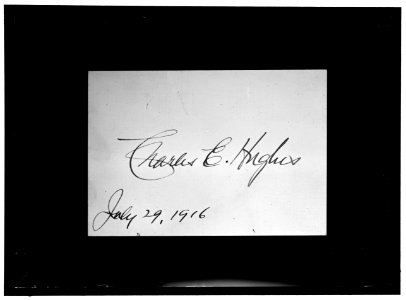 Charles E. Hughes
July 29, 1916